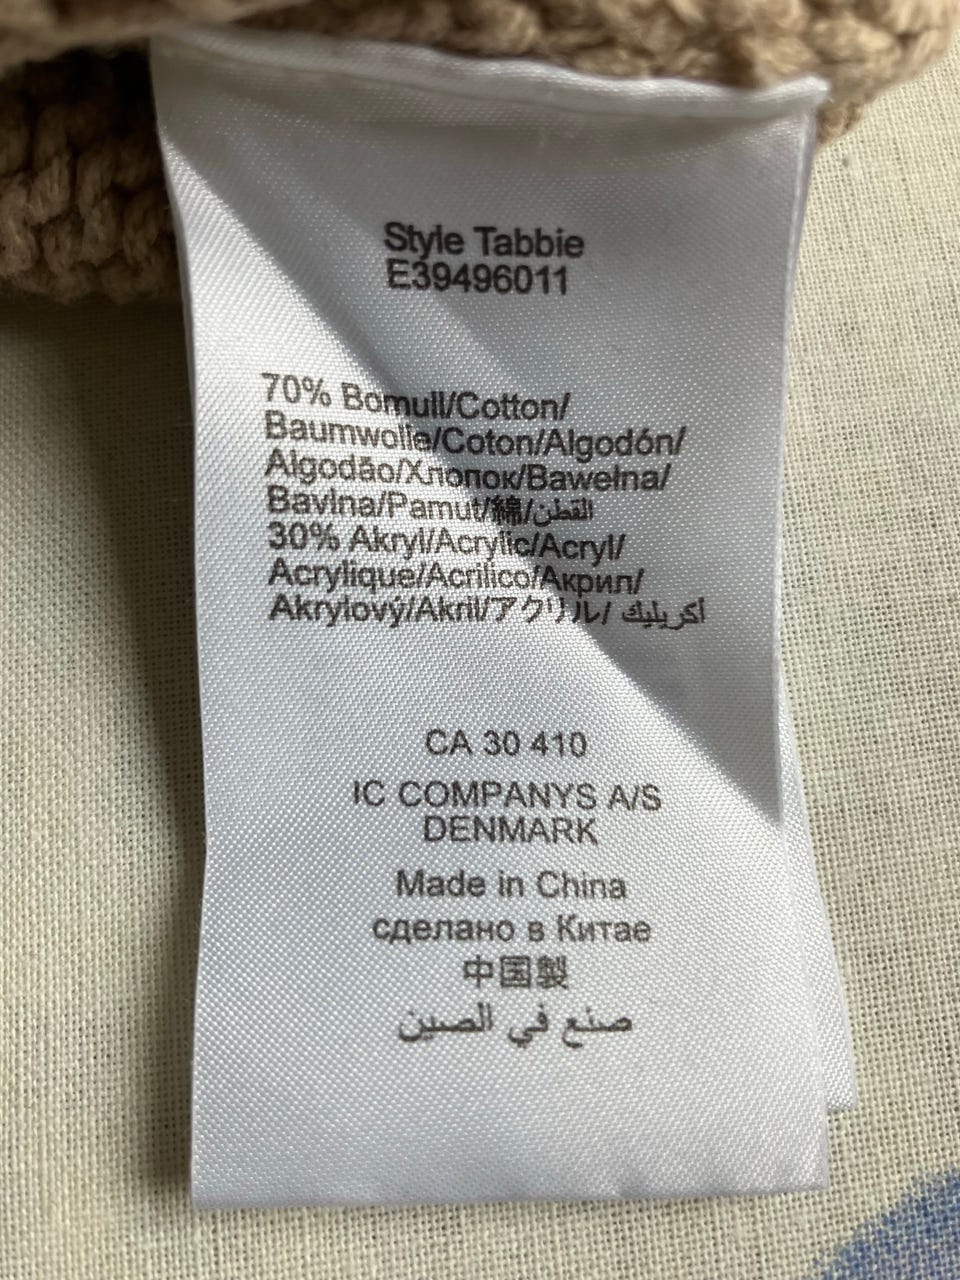 Style Tabbie
E39496011
70% Bomull/Cotton/
Baumwolle/Coton/Algodón/
Algodão/Хлопок/Bawełna/
Bavlna/Pamut/綿/القطن
30% Akryl/Acrylic/Acryl/
Acrylique/Acrilico/Акрил/
Akrylový/Akril/アクリル/ أكريليك
CA 30 410
IC COMPANYS A/S
DENMARK
Made in China
сделано в Китае
中国製
صنع في الصين